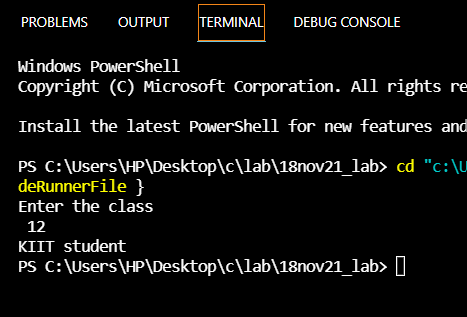 PROBLEMS OUTPUT TERMINAL DEBUG CONSOLE
Windows PowerShell
Copyright (C) Microsoft Corporation. All rights re
Install the latest PowerShell for new features and
PS C:\Users\HP\Desktop\c\lab\18nov21_lab> cd "c:\U
deRunnerFile }
Enter the class
12
KIIT student
PS C:\Users\HP\Desktop\c\lab\18nov21_lab>